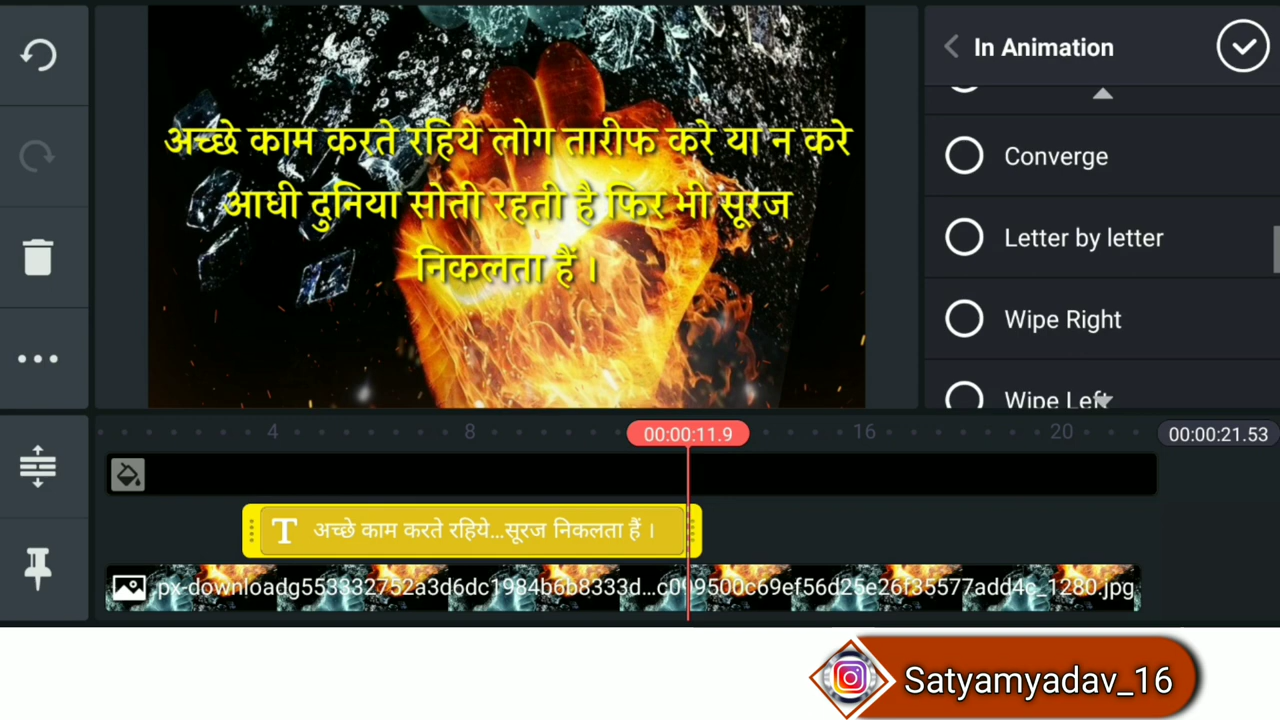 In Animation
अच्छे काम करते रहिये लोग तारीफ करे या न करे
आधी दुनिया सोती रहती है फिर भी सूरज
निकलता हैं ।
Converge
Letter by letter
Wipe Right
Wipe Left
4
8
00:00:11.9
16
20
00:00:21.53
T अच्छे काम करते रहिये...सूरज निकलता हैं ।
px-downloadg553332752a3d6dc1984b6b8333d...c099500c69ef56d25e26f35577add4e_1280.jpg
Satyamyadav_16